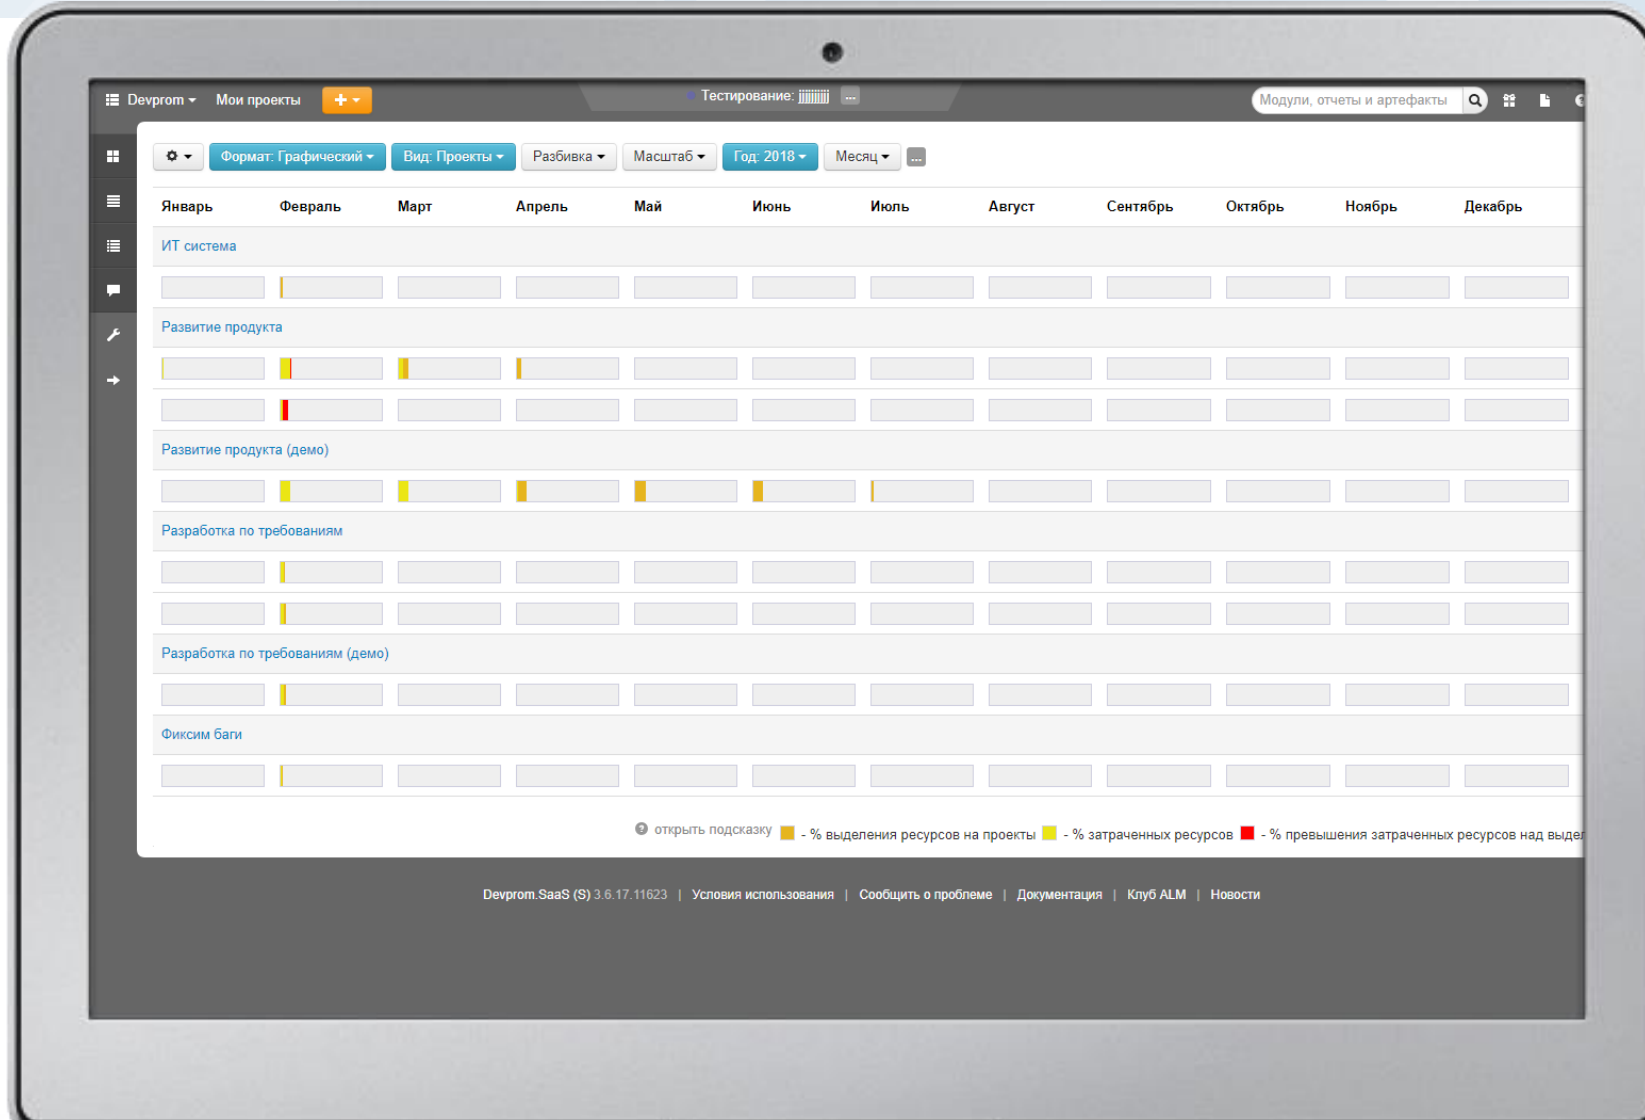 Devprom Мои проекты Тестирование: jjjjjjjjj ... Модули, отчеты и артефакты
Формат: Графический Вид: Проекты Разбивка Масштаб Год: 2018 Месяц ...
Январь Февраль Март Апрель Май Июнь Июль Август Сентябрь Октябрь Ноябрь Декабрь
ИТ система
Развитие продукта
Развитие продукта (демо)
Разработка по требованиям
Разработка по требованиям (демо)
Фиксим баги
открыть подсказку - % выделения ресурсов на проекты - % затраченных ресурсов - % превышения затраченных ресурсов над выдел
Devprom.SaaS (S) 3.6.17.11623 | Условия использования | Сообщить о проблеме | Документация | Клуб ALM | Новости